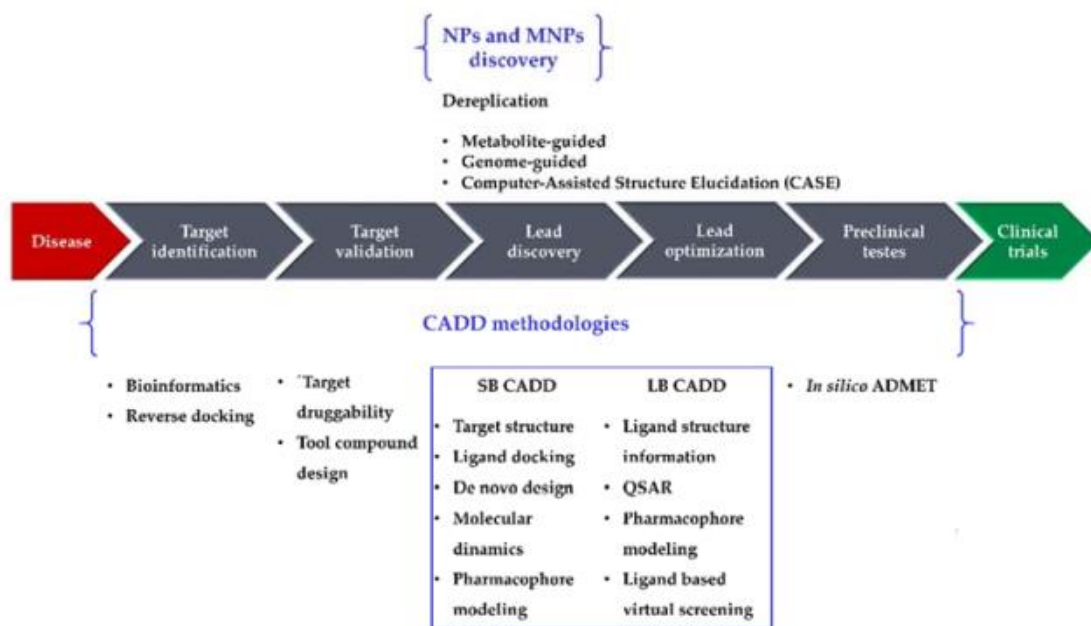 NPs and MNPs
discovery
Dereplication
• Metabolite-guided
• Genome-guided
• Computer-Assisted Structure Elucidation (CASE)
Disease
Target
identification
Target
validation
Lead
discovery
Lead
optimization
Preclinical
testes
Clinical
trials
CADD methodologies
• Bioinformatics
• Reverse docking
• ´Target
druggability
• Tool compound
design
SB CADD
• Target structure
• Ligand docking
• De novo design
• Molecular
dinamics
• Pharmacophore
modeling
LB CADD
• Ligand structure
information
• QSAR
• Pharmacophore
modeling
• Ligand based
virtual screening
• In silico ADMET